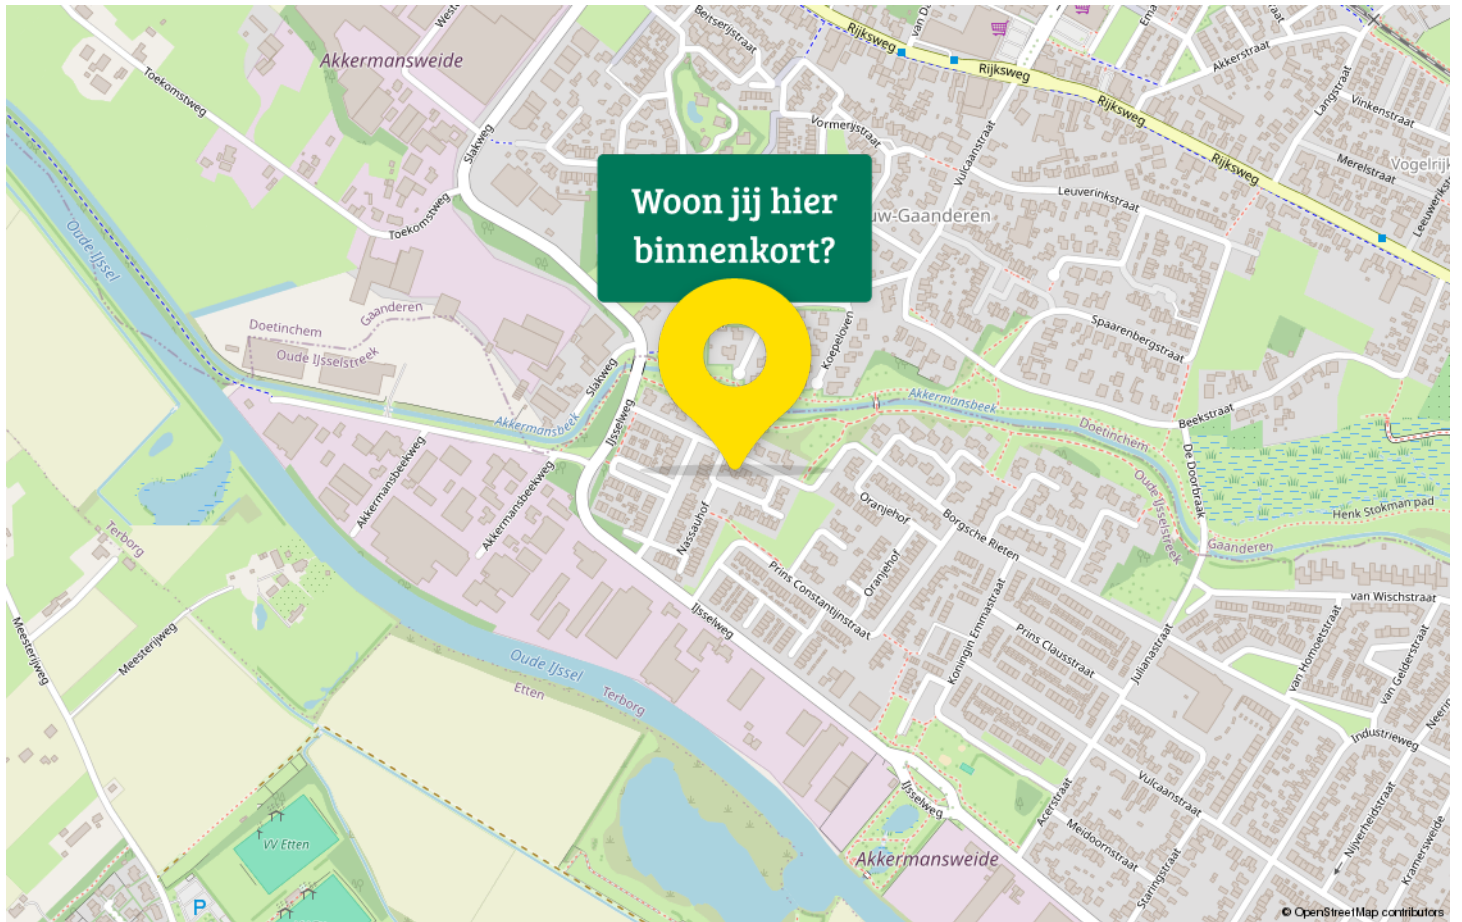 Akkermansweide
Beitserijstraat
Rijksweg
Rijksweg
Rijksweg
Rijksweg
Akkerstraat
Langstraat
Vinkenstraat
Merelstraat
Toekomstweg
Slakweg
Vormerijstraat
Vulcaanstraat
Leuverinkstraat
Toekomstweg
Woon jij hier
binnenkort?
uw-Gaanderen
Oude IJssel
Gaanderen
Doetinchem
Oude IJsselstreek
Slakweg
Koepeloven
Spaarenbergstraat
Akkermansbeek
Akkermansbeek
IJsselweg
Beekstraat
Doetinchem
De Doorbraak
Oude IJsselstreek
Akkermansbeekweg
Akkermansbeekweg
Oranjehof
Borgsche Rieten
Henk Stokman pad
Gaanderen
Nassauhof
Terborg
Oranjehof
Prins Constantijnstraat
van Wischstraat
IJsselweg
Koningin Emmastraat
Prins Clausstraat
Julianastraat
van Homoetstraat
van Gelderstraat
Meesterijweg
Meesterijweg
Oude IJssel
Etten
Terborg
Industrieweg
IJsselweg
Vulcaanstraat
Acerstraat
Meidoornstraat
Nijverheidstraat
Kramersweide
Staringstraat
VV Etten
Akkermansweide
P
© OpenStreetMap contributors